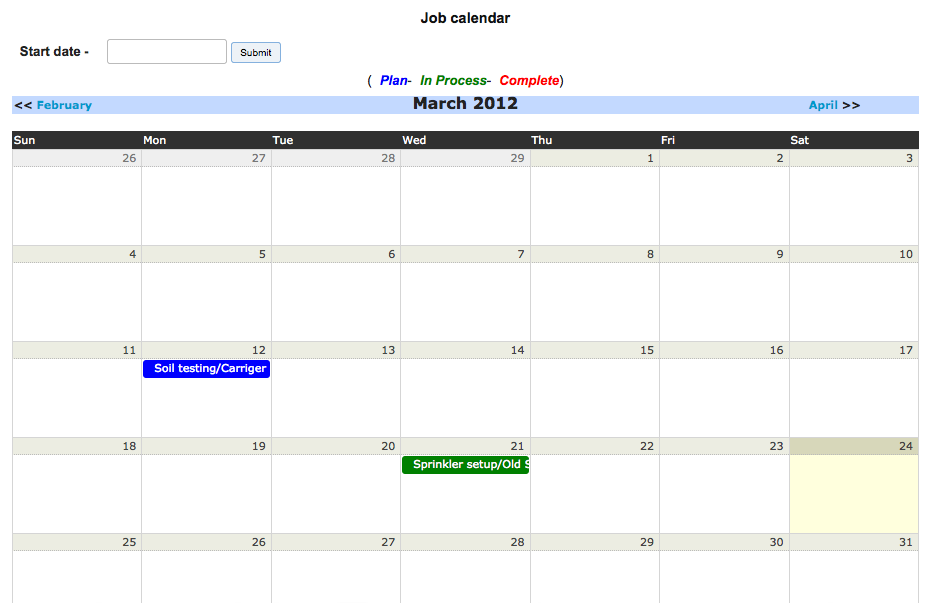 Job calendar
Start date -
Submit
( Plan- In Process- Complete)
<< February March 2012 April >>
Sun Mon Tue Wed Thu Fri Sat
26 27 28 29 1 2 3
4 5 6 7 8 9 10
11 12 13 14 15 16 17
Soil testing/Carriger
18 19 20 21 22 23 24
Sprinkler setup/Old S
25 26 27 28 29 30 31